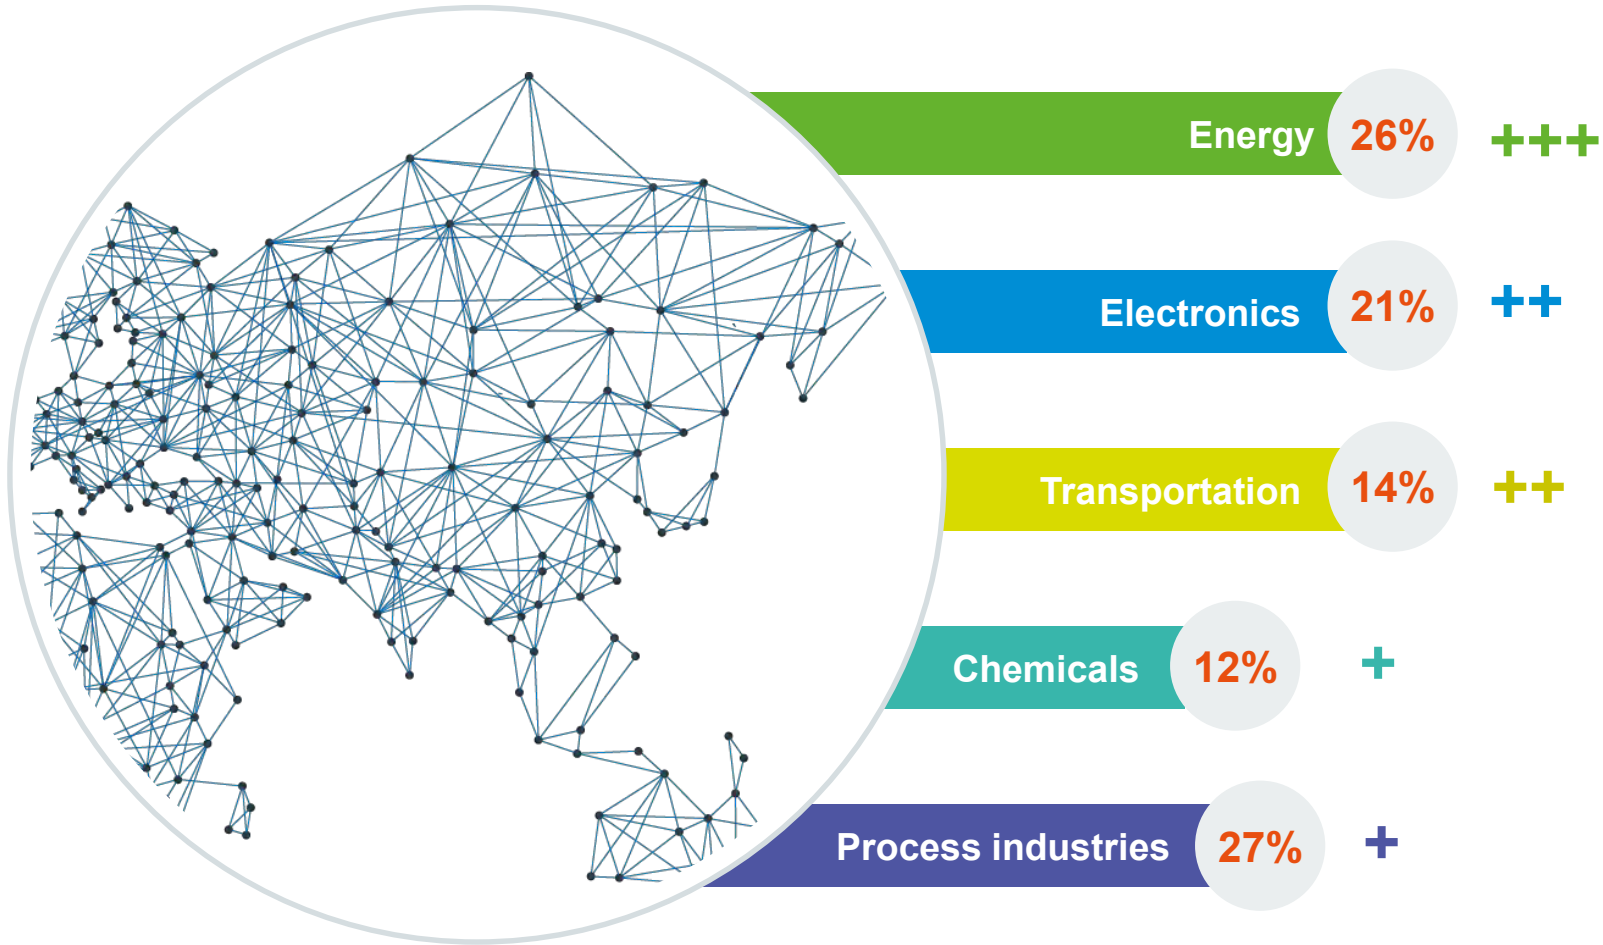 Energy 26% +++
Electronics 21% ++
Transportation 14% ++
Chemicals 12% +
Process industries 27% +